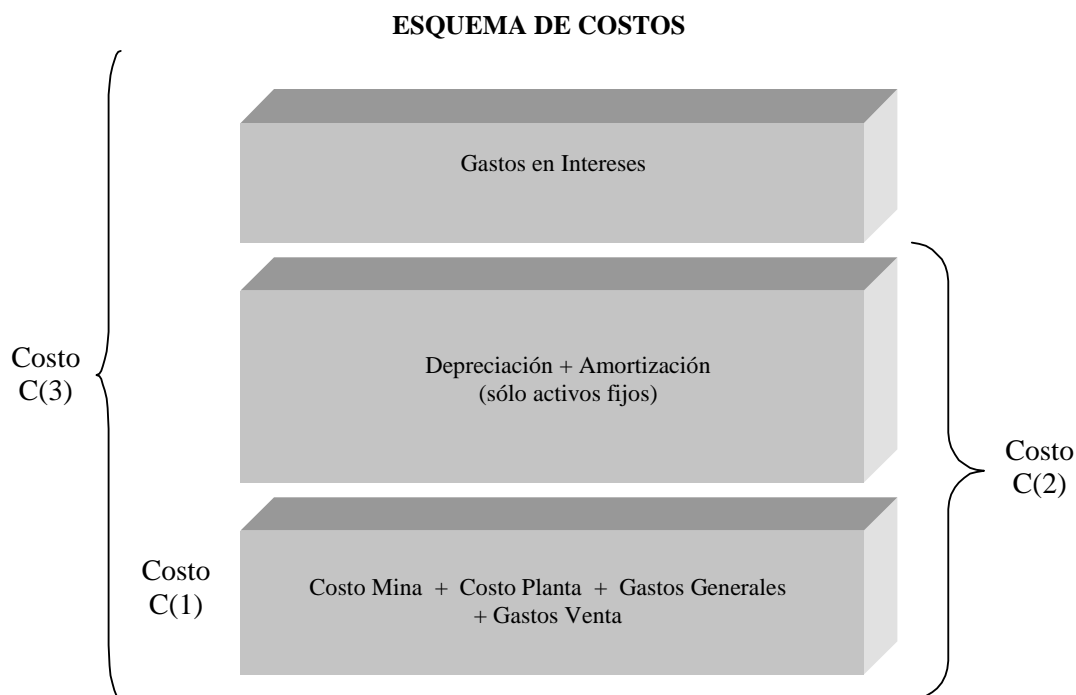 ESQUEMA DE COSTOS
Gastos en Intereses
Depreciación + Amortización
(sólo activos fijos)
Costo
C(3)
Costo
C(2)
Costo
C(1)
Costo Mina + Costo Planta + Gastos Generales
+ Gastos Venta